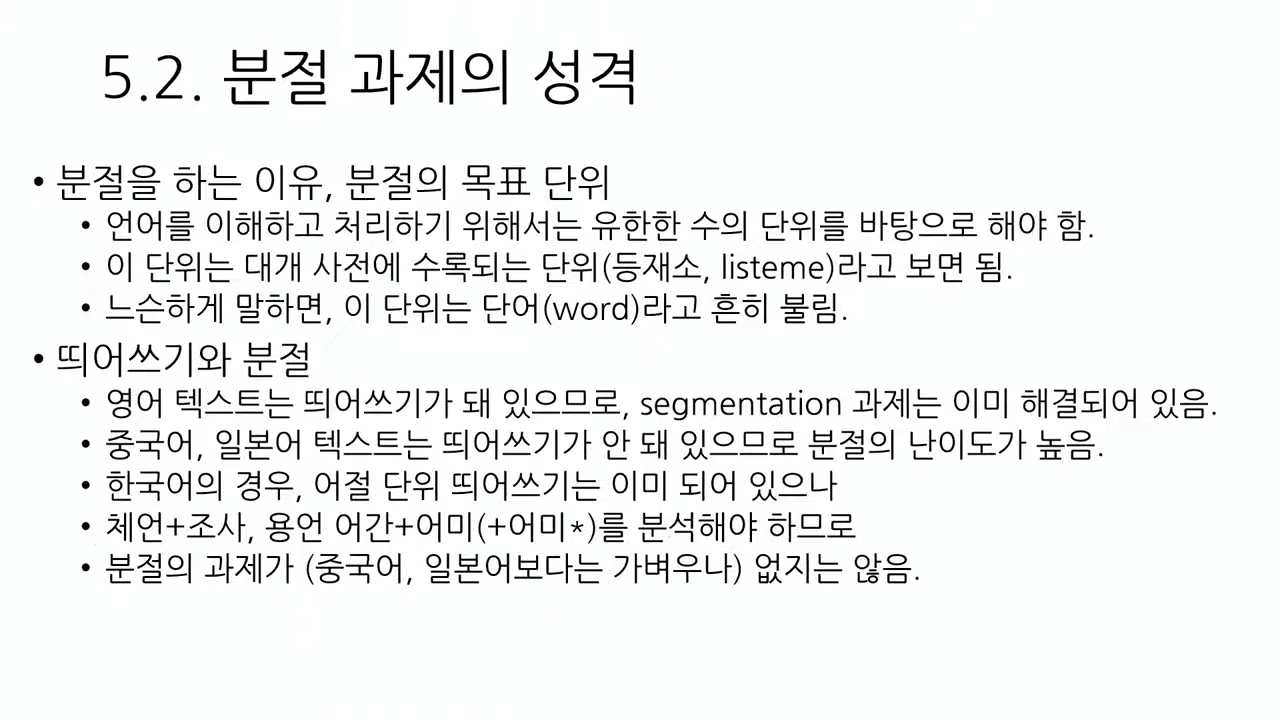 5.2. 분절 과제의 성격
• 분절을 하는 이유, 분절의 목표 단위
• 언어를 이해하고 처리하기 위해서는 유한한 수의 단위를 바탕으로 해야 함.
• 이 단위는 대개 사전에 수록되는 단위(등재소, listeme)라고 보면 됨.
• 느슨하게 말하면, 이 단위는 단어(word)라고 흔히 불림.
• 띄어쓰기와 분절
• 영어 텍스트는 띄어쓰기가 돼 있으므로, segmentation 과제는 이미 해결되어 있음.
• 중국어, 일본어 텍스트는 띄어쓰기가 안 돼 있으므로 분절의 난이도가 높음.
• 한국어의 경우, 어절 단위 띄어쓰기는 이미 되어 있으나
• 체언+조사, 용언 어간+어미(+어미*)를 분석해야 하므로
• 분절의 과제가 (중국어, 일본어보다는 가벼우나) 없지는 않음.